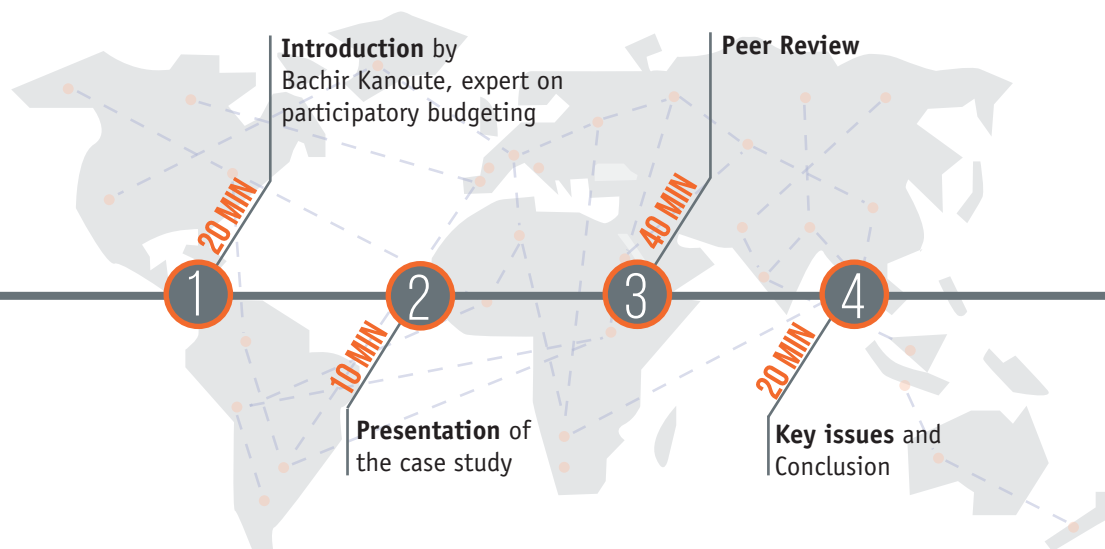 Introduction by
Bachir Kanoute, expert on
participatory budgeting
20 MIN
1
2
10 MIN
Presentation of
the case study
Peer Review
40 MIN
3
4
20 MIN
Key issues and
Conclusion